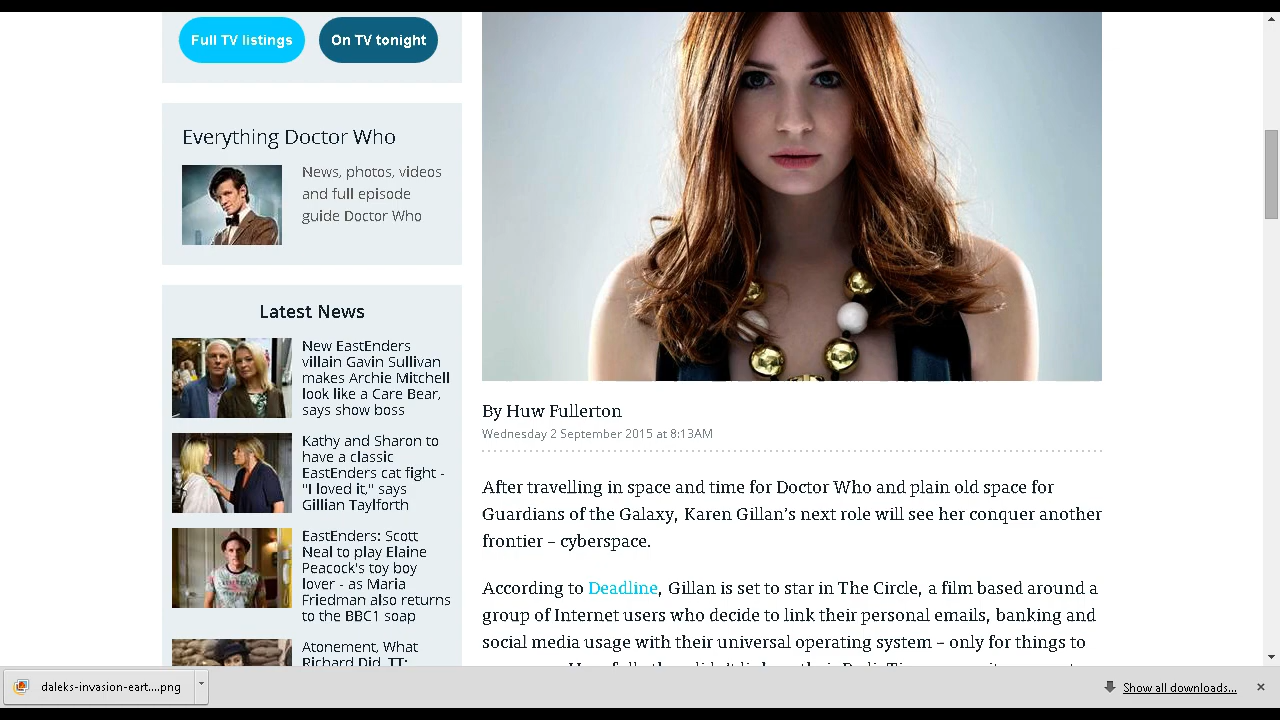 Full TV listings
On TV tonight
Everything Doctor Who
News, photos, videos
and full episode
guide Doctor Who
Latest News
New EastEnders
villain Gavin Sullivan
makes Archie Mitchell
look like a Care Bear,
says show boss
Kathy and Sharon to
have a classic
EastEnders cat fight -
"I loved it," says
Gillian Taylforth
EastEnders: Scott
Neal to play Elaine
Peacock's toy boy
lover - as Maria
Friedman also returns
to the BBC1 soap
Atonement, What
Richard Did, TT:
By Huw Fullerton
Wednesday 2 September 2015 at 8:13AM
After travelling in space and time for Doctor Who and plain old space for
Guardians of the Galaxy, Karen Gillan's next role will see her conquer another
frontier – cyberspace.
According to Deadline, Gillan is set to star in The Circle, a film based around a
group of Internet users who decide to link their personal emails, banking and
social media usage with their universal operating system – only for things to
daleks-invasion-eart....png
Show all downloads...